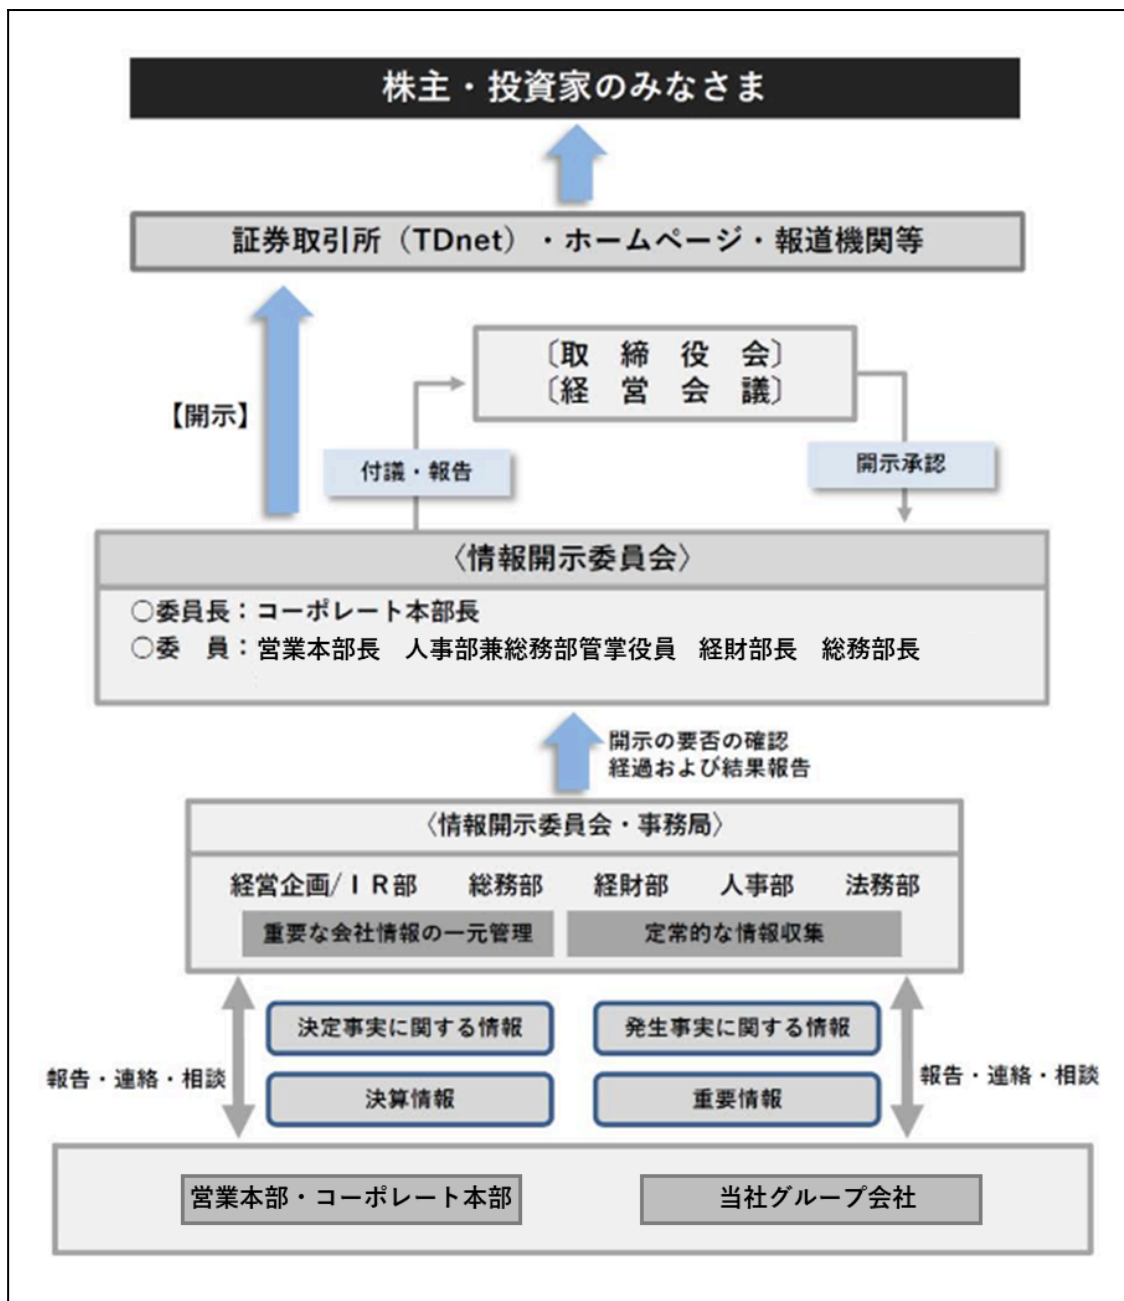 株主・投資家のみなさま
証券取引所（TDnet）・ホームページ・報道機関等
〔取　締　役　会〕
〔経　営　会　議〕
【開示】
付議・報告
開示承認
〈情報開示委員会〉
○委員長：コーポレート本部長
○委　員：営業本部長　人事部兼総務部管掌役員　経財部長　総務部長
開示の要否の確認
経過および結果報告
〈情報開示委員会・事務局〉
経営企画/ＩＲ部　総務部　経財部　人事部　法務部
重要な会社情報の一元管理　定常的な情報収集
決定事実に関する情報　発生事実に関する情報
報告・連絡・相談　決算情報　重要情報　報告・連絡・相談
営業本部・コーポレート本部　当社グループ会社